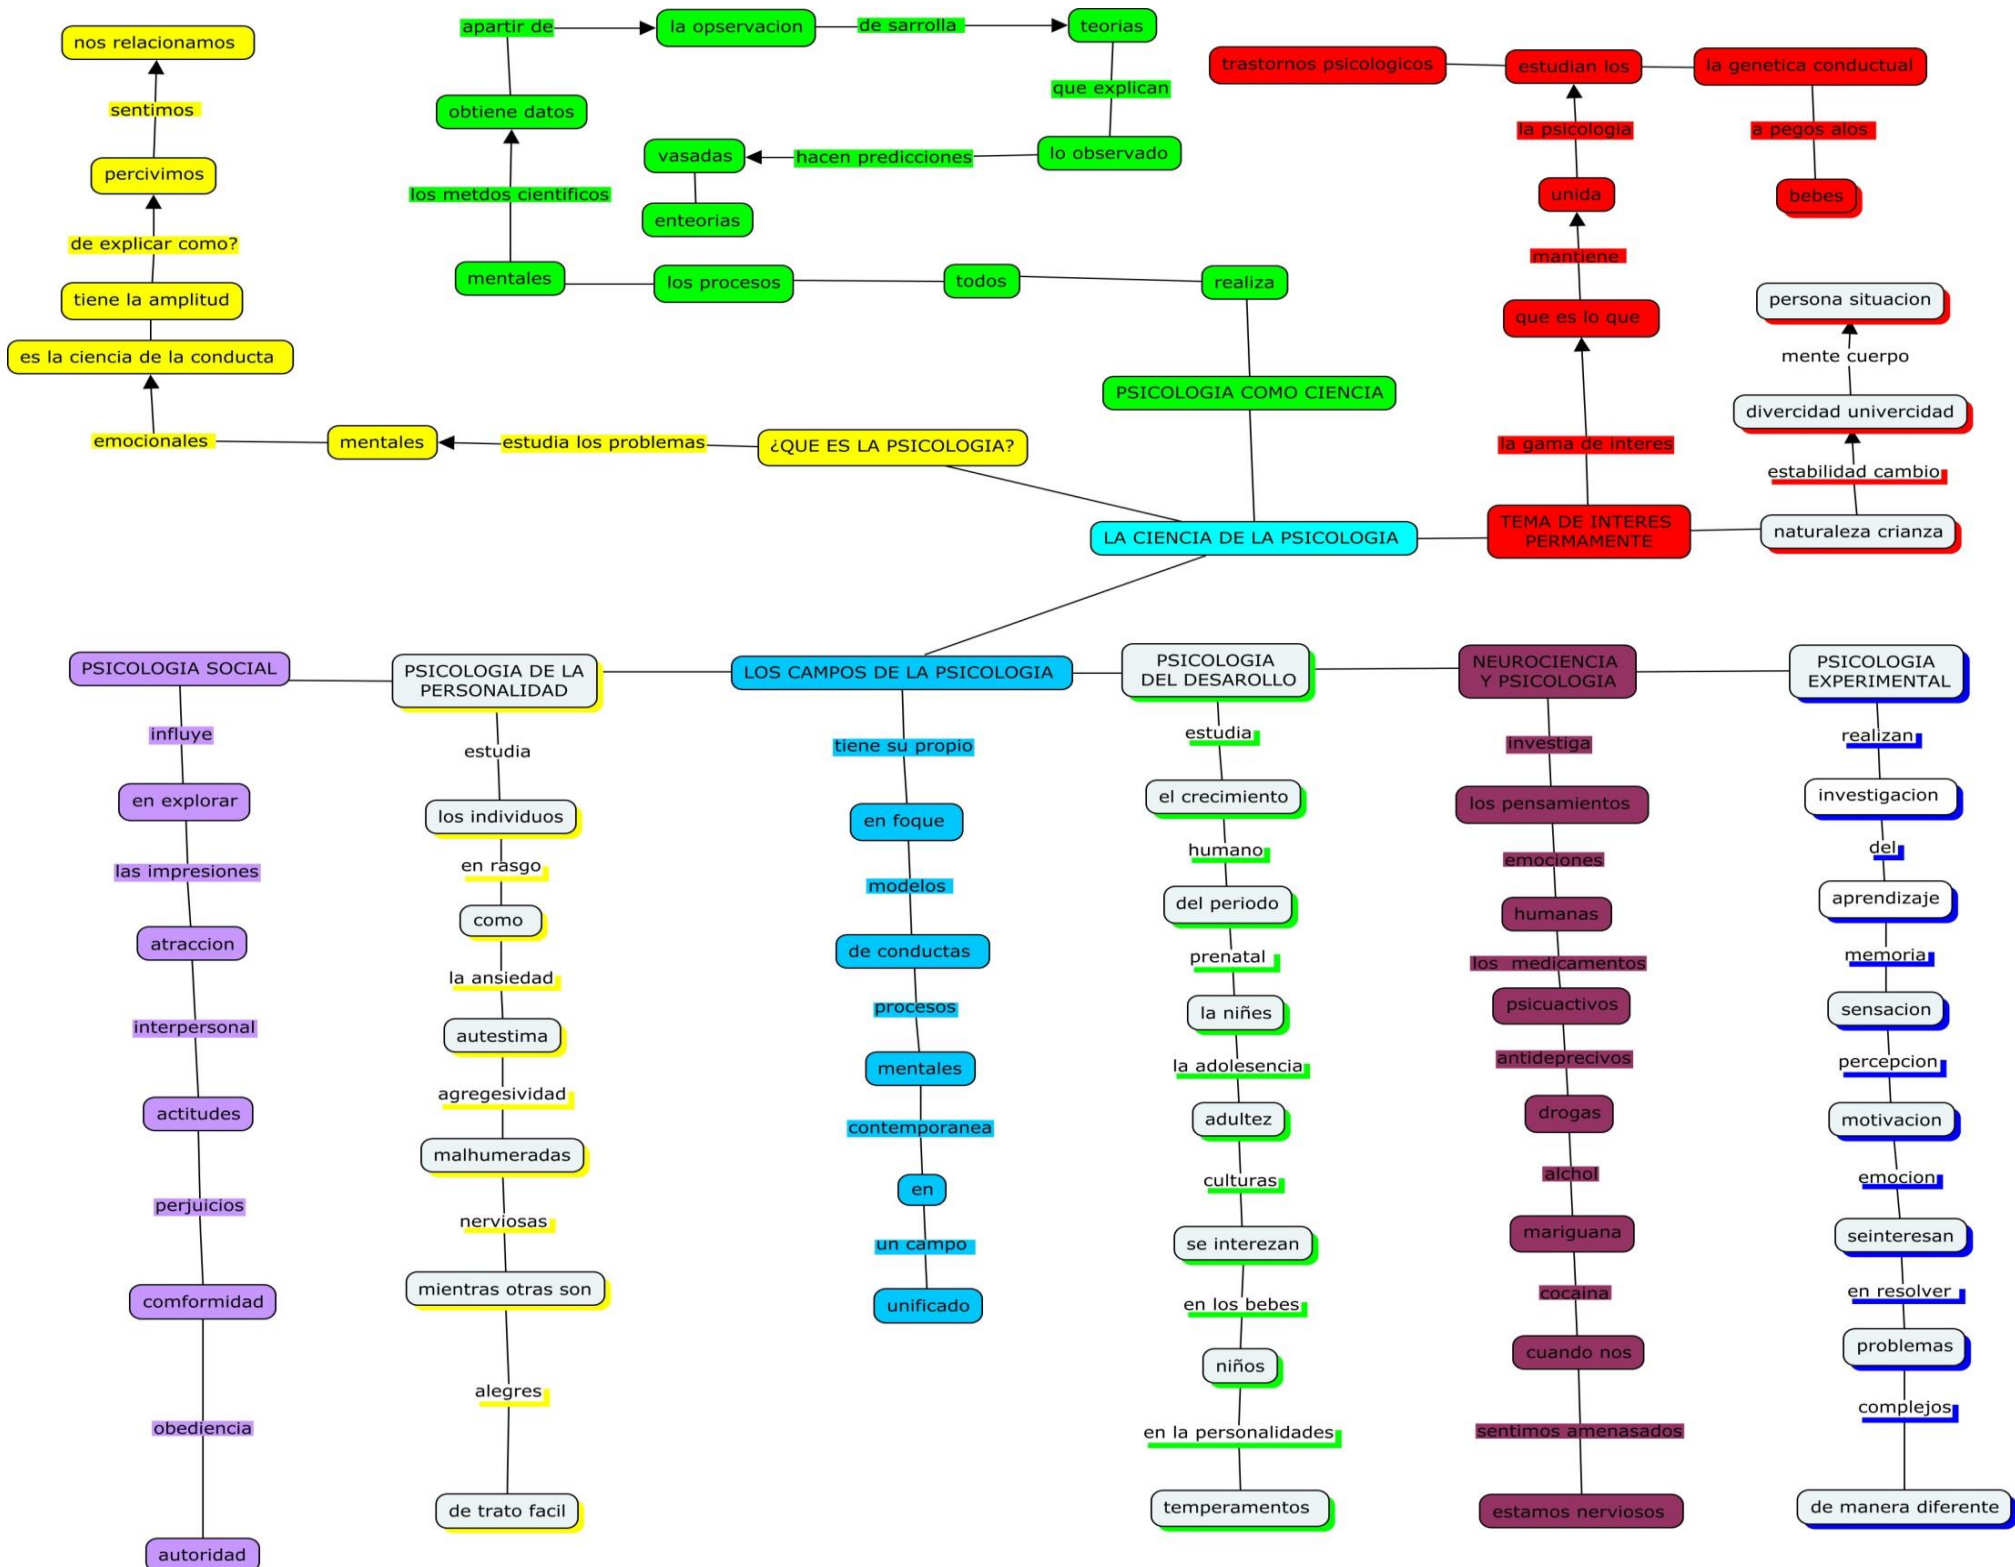 nos relacionamos
sentimos
percivimos
de explicar como?
tiene la amplitud
es la ciencia de la conducta
emocionales
mentales
estudia los problemas
¿QUE ES LA PSICOLOGIA?
apartir de
la opservacion
de sarrolla
teorias
que explican
obtiene datos
lo observado
hacen predicciones
vasadas
enteorias
los metdos cientificos
mentales
los procesos
todos
realiza
PSICOLOGIA COMO CIENCIA
trastornos psicologicos
estudian los
la genetica conductual
la psicologia
a pegos alos
unida
bebes
mantiene
que es lo que
la gama de interes
TEMA DE INTERES
PERMAMENTE
persona situacion
mente cuerpo
divercidad univercidad
estabilidad cambio
naturaleza crianza
LA CIENCIA DE LA PSICOLOGIA
PSICOLOGIA SOCIAL
influye
en explorar
las impresiones
atraccion
interpersonal
actitudes
perjuicios
comformidad
obediencia
autoridad
PSICOLOGIA DE LA
PERSONALIDAD
estudia
los individuos
en rasgo
como
la ansiedad
autestima
agregesividad
malhumeradas
nerviosas
mientras otras son
alegres
de trato facil
LOS CAMPOS DE LA PSICOLOGIA
tiene su propio
en foque
modelos
de conductas
procesos
mentales
contemporanea
en
un campo
unificado
PSICOLOGIA
DEL DESAROLLO
estudia
el crecimiento
humano
del periodo
prenatal
la niñes
la adolesencia
adultez
culturas
se interezan
en los bebes
niños
en la personalidades
temperamentos
NEUROCIENCIA
Y PSICOLOGIA
investiga
los pensamientos
emociones
humanas
los medicamentos
psicuactivos
antideprecivos
drogas
alchol
mariguana
cocaina
cuando nos
sentimos amenasados
estamos nerviosos
PSICOLOGIA
EXPERIMENTAL
realizan
investigacion
del
aprendizaje
memoria
sensacion
percepcion
motivacion
emocion
seinteresan
en resolver
problemas
complejos
de manera diferente